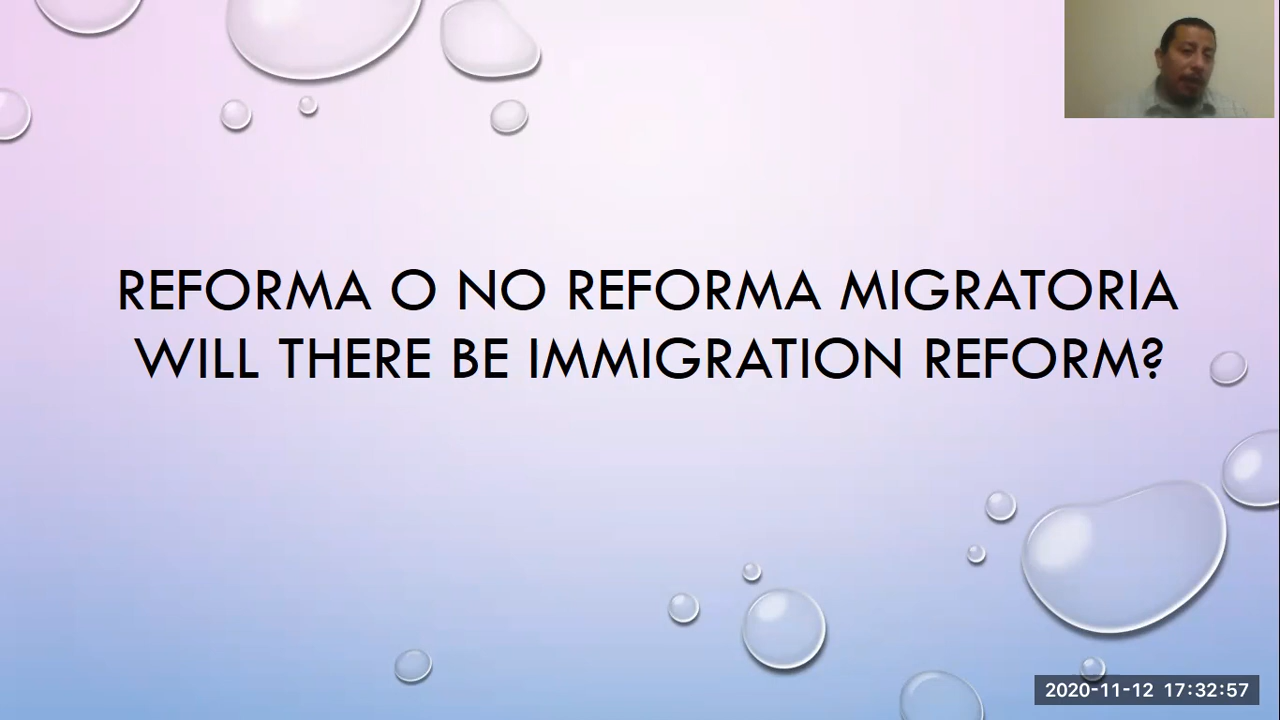 REFORMA O NO REFORMA MIGRATORIA
WILL THERE BE IMMIGRATION REFORM?
2020-11-12 17:32:57